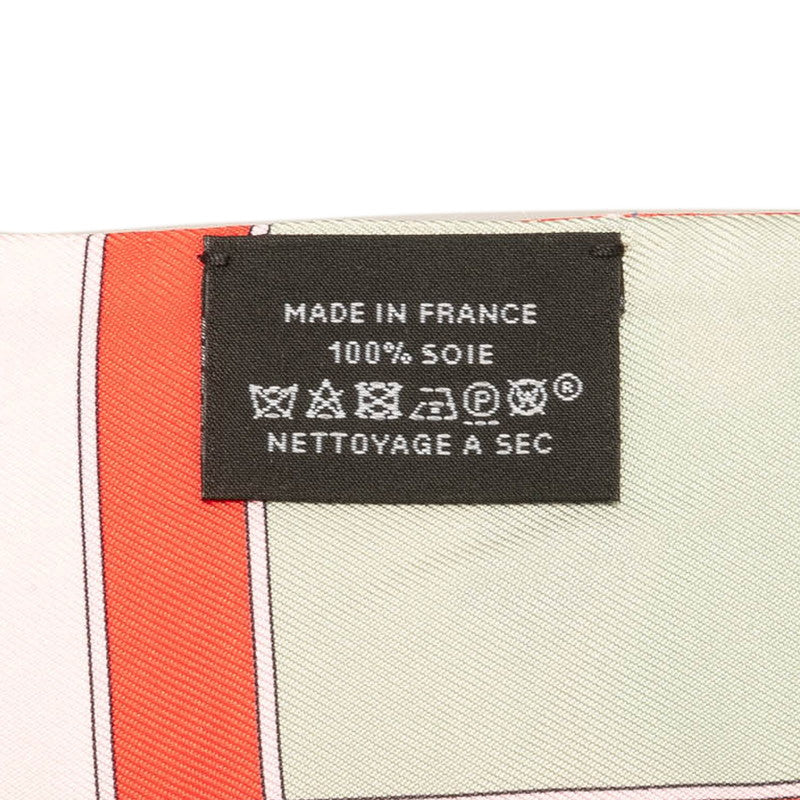 MADE IN FRANCE
100% SOIE
P W ®
NETTOYAGE A SEC